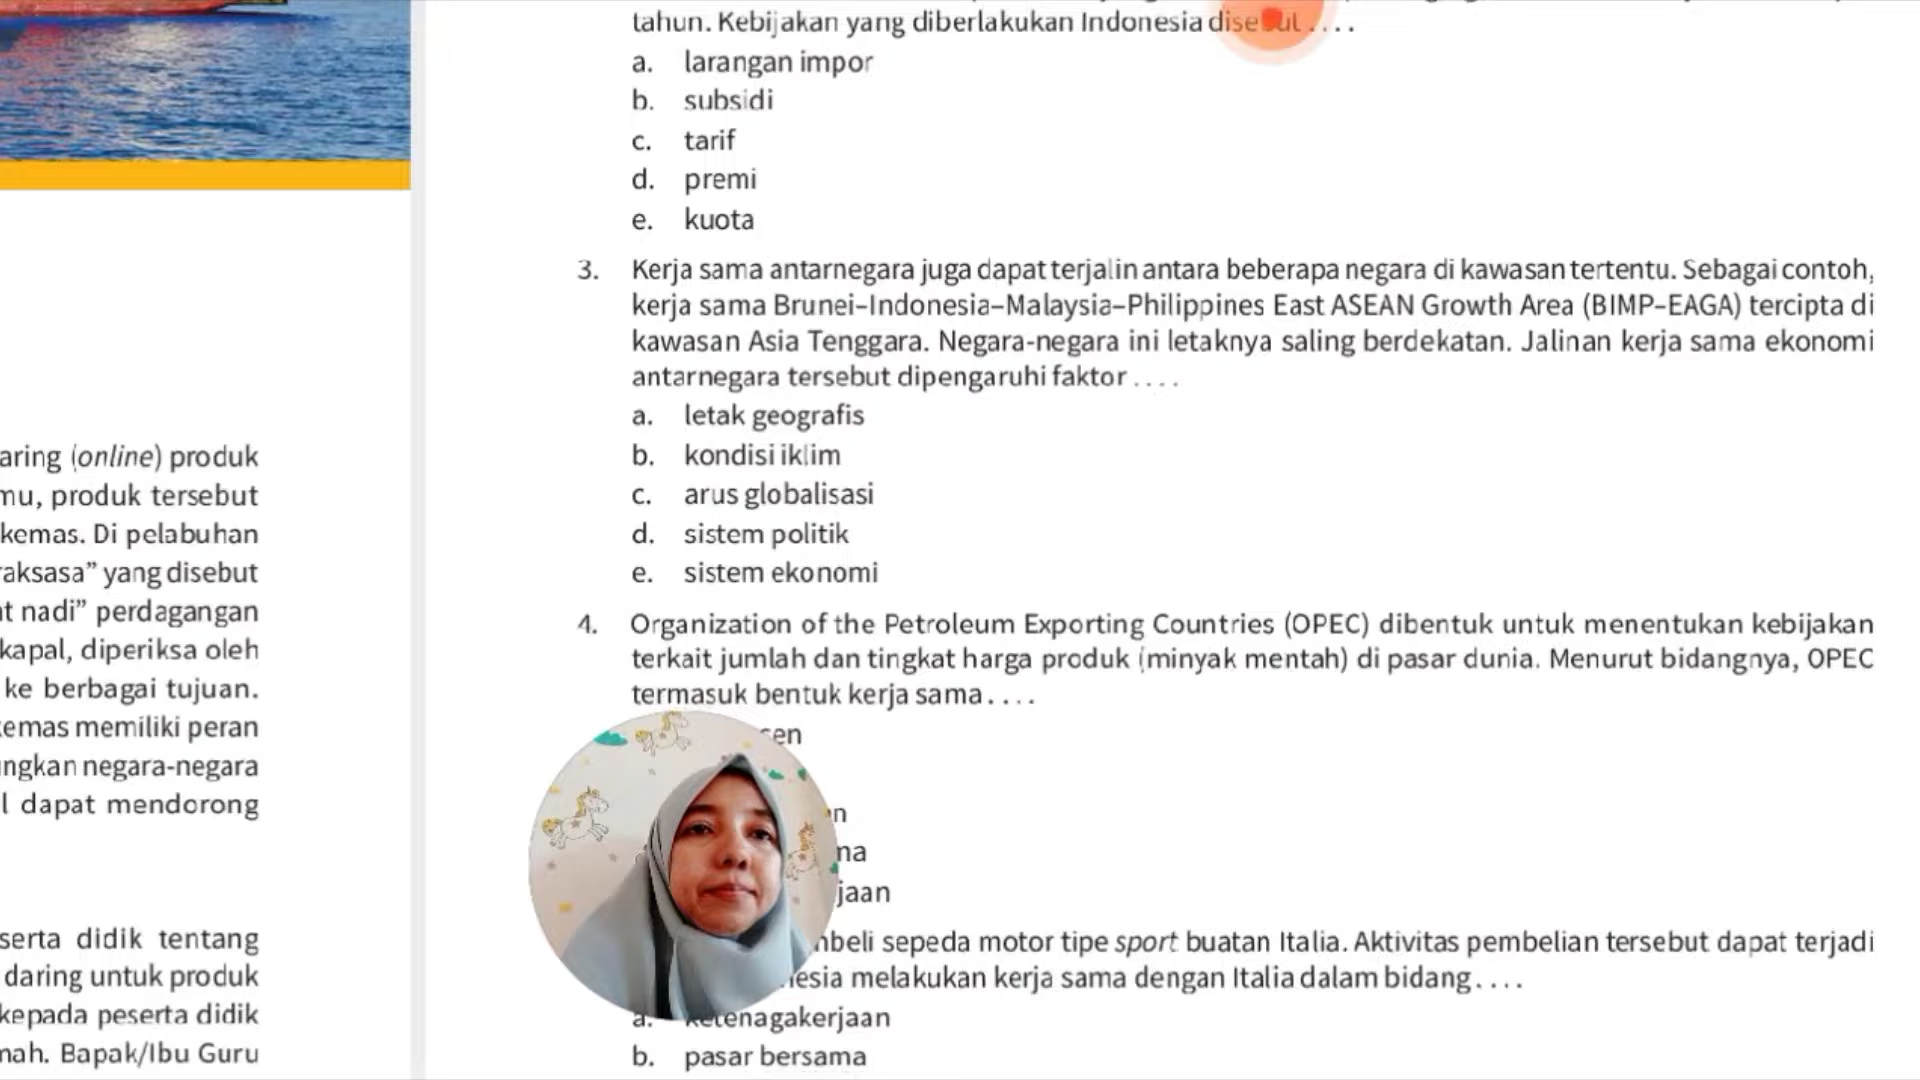 aring (online) produk
mu, produk tersebut
kemas. Di pelabuhan
raksasa” yang disebut
nadi” perdagangan
kapal, diperiksa oleh
ke berbagai tujuan.
memiliki peran
negara-negara
dapat mendorong
serta didik tentang
daring untuk produk
kepada peserta didik
mah. Bapak/Ibu Guru
tahun. Kebijakan yang diberlakukan Indonesia disebut . . . .
a. larangan impor
b. subsidi
c. tarif
d. premi
e. kuota
3. Kerja sama antarnegara juga dapat terjalin antara beberapa negara di kawasan tertentu. Sebagai contoh,
kerja sama Brunei–Indonesia–Malaysia–Philippines East ASEAN Growth Area (BIMP–EAGA) tercipta di
kawasan Asia Tenggara. Negara-negara ini letaknya saling berdekatan. Jalinan kerja sama ekonomi
antarnegara tersebut dipengaruhi faktor . . . .
a. letak geografis
b. kondisi iklim
c. arus globalisasi
d. sistem politik
e. sistem ekonomi
4. Organization of the Petroleum Exporting Countries (OPEC) dibentuk untuk menentukan kebijakan
terkait jumlah dan tingkat harga produk (minyak mentah) di pasar dunia. Menurut bidangnya, OPEC
termasuk bentuk kerja sama . . . .
sen
n
ma
jaan
mbeli sepeda motor tipe sport buatan Italia. Aktivitas pembelian tersebut dapat terjadi
nesia melakukan kerja sama dengan Italia dalam bidang . . . .
a. ketenagakerjaan
b. pasar bersama